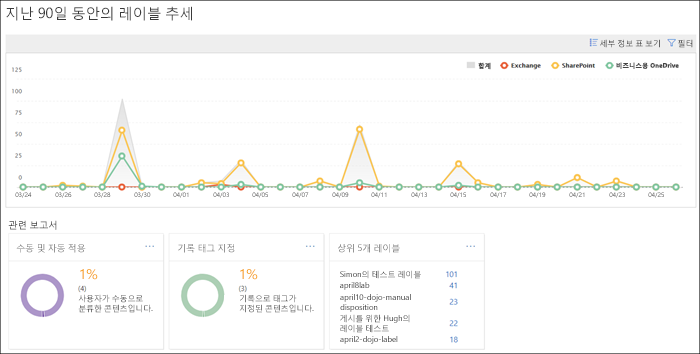 지난 90일 동안의 레이블 추세
세부 정보 표 보기 필터
합계 Exchange SharePoint 비즈니스용 OneDrive
125
100
75
50
25
0
03/24 03/26 03/28 03/30 04/01 04/03 04/05 04/07 04/09 04/11 04/13 04/15 04/17 04/19 04/21 04/23 04/25
관련 보고서
수동 및 자동 적용 ...
1%
(4)
사용자가 수동으로
분류한 콘텐츠입니다.
기록 태그 지정 ...
1%
(3)
기록으로 태그가
지정된 콘텐츠입니다.
상위 5개 레이블 ...
Simon의 테스트 레이블 101
april8lab 41
april10-dojo-manual
disposition 23
게시를 위한 Hugh의
레이블 테스트 22
april2-dojo-label 18